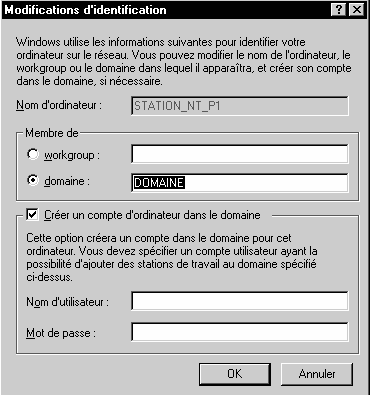 Modifications d'identification
Windows utilise les informations suivantes pour identifier votre
ordinateur sur le réseau. Vous pouvez modifier le nom de l'ordinateur, le
workgroup ou le domaine dans lequel il apparaîtra, et créer son compte
dans le domaine, si nécessaire.
Nom d'ordinateur : STATION_NT_P1
Membre de
workgroup :
domaine : DOMAINE
Créer un compte d'ordinateur dans le domaine
Cette option créera un compte dans le domaine pour cet
ordinateur. Vous devez spécifier un compte utilisateur ayant la
possibilité d'ajouter des stations de travail au domaine spécifié
ci-dessus.
Nom d'utilisateur :
Mot de passe :
OK Annuler